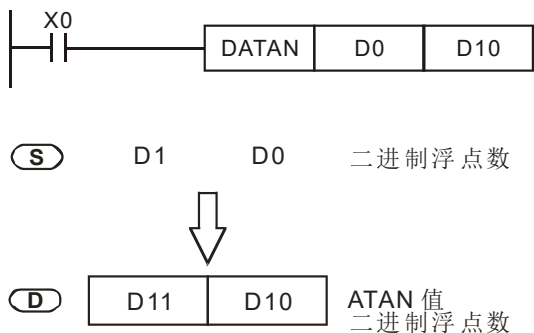 X0
DATAN D0 D10
S D1 D0 二进制浮点数
D D11 D10 ATAN 值
二进制浮点数